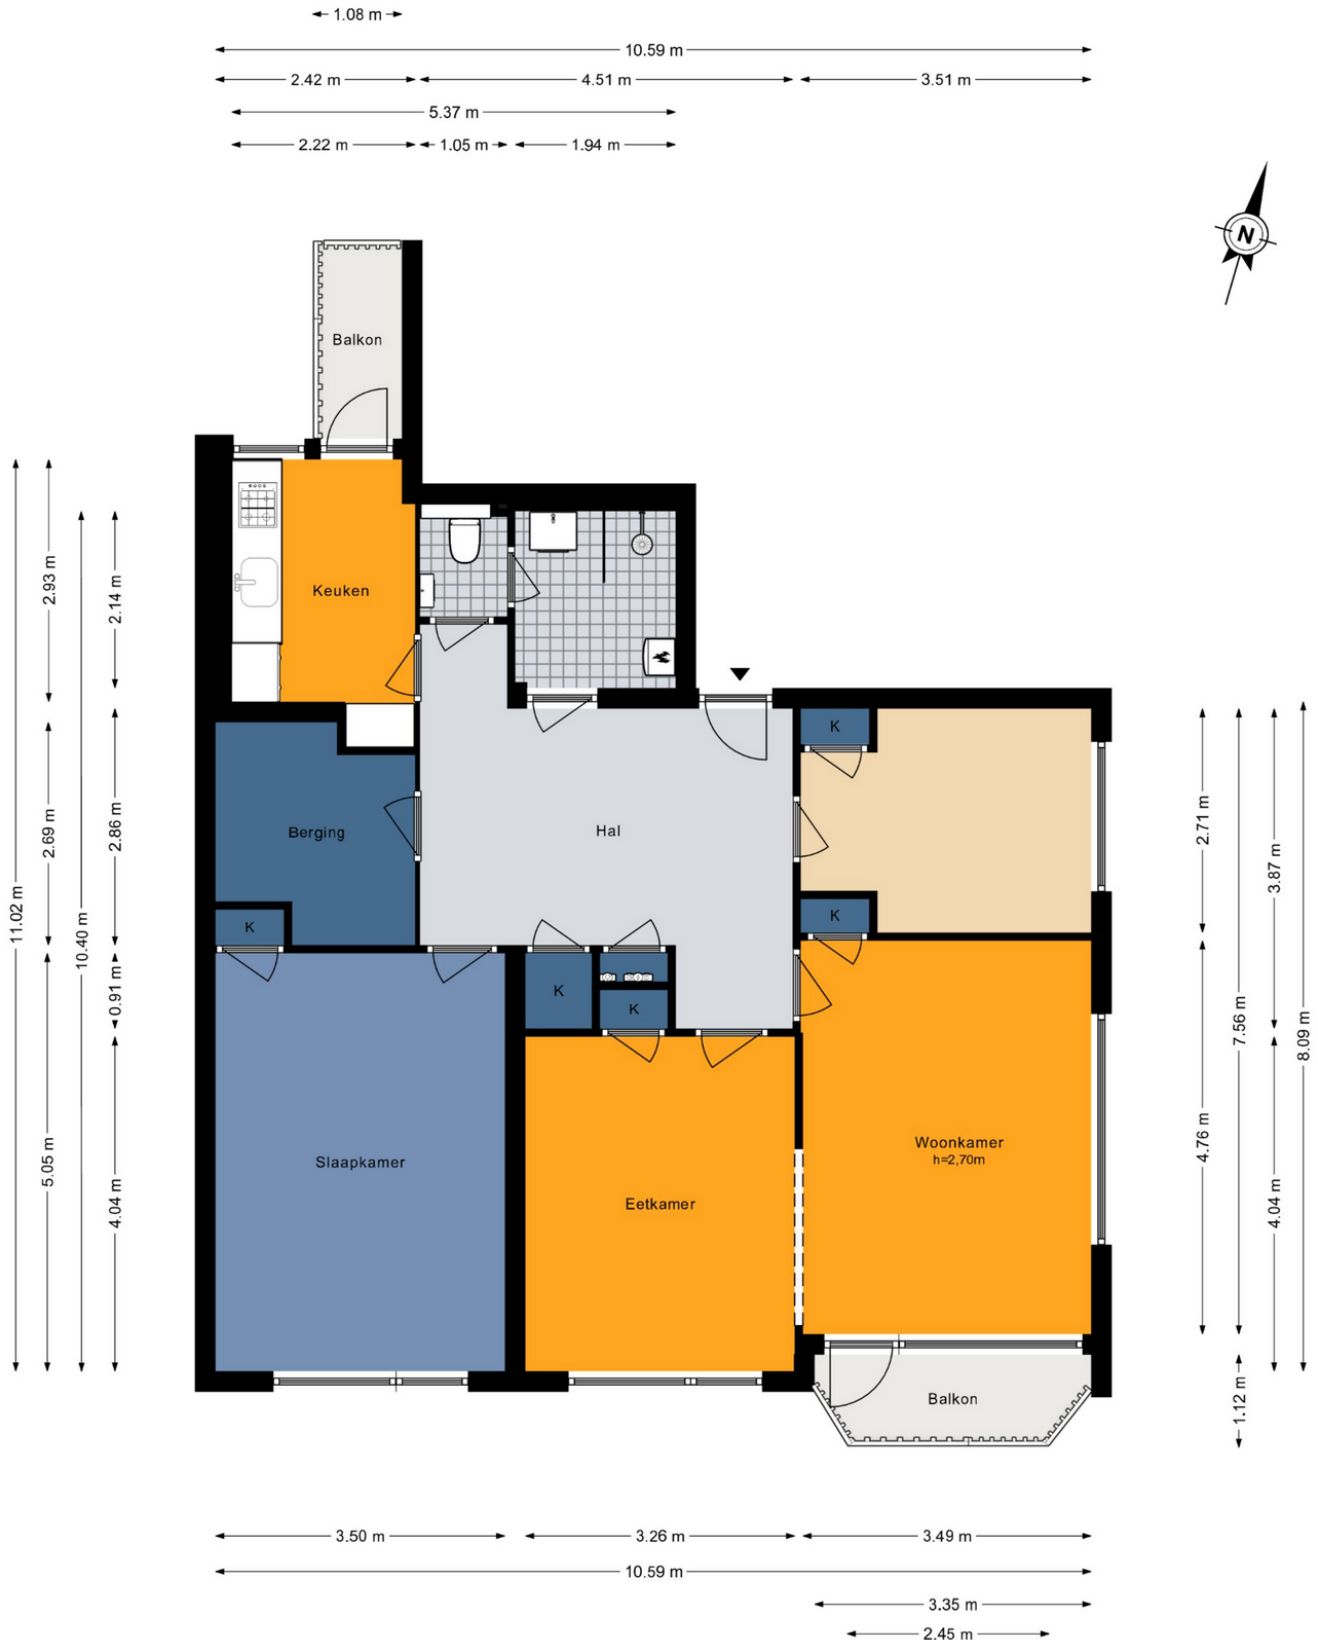 1.08 m
10.59 m
2.42 m
4.51 m
3.51 m
5.37 m
2.22 m
1.05 m
1.94 m
N
Balkon
Keuken
Berging
Hal
K
K
K
K
K
Slaapkamer
Eetkamer
Woonkamer
h=2,70m
Balkon
11.02 m
2.93 m
2.69 m
5.05 m
10.40 m
2.14 m
2.86 m
0.91 m
4.04 m
2.71 m
4.76 m
7.56 m
1.12 m
3.87 m
4.04 m
8.09 m
3.50 m
3.26 m
3.49 m
10.59 m
3.35 m
2.45 m